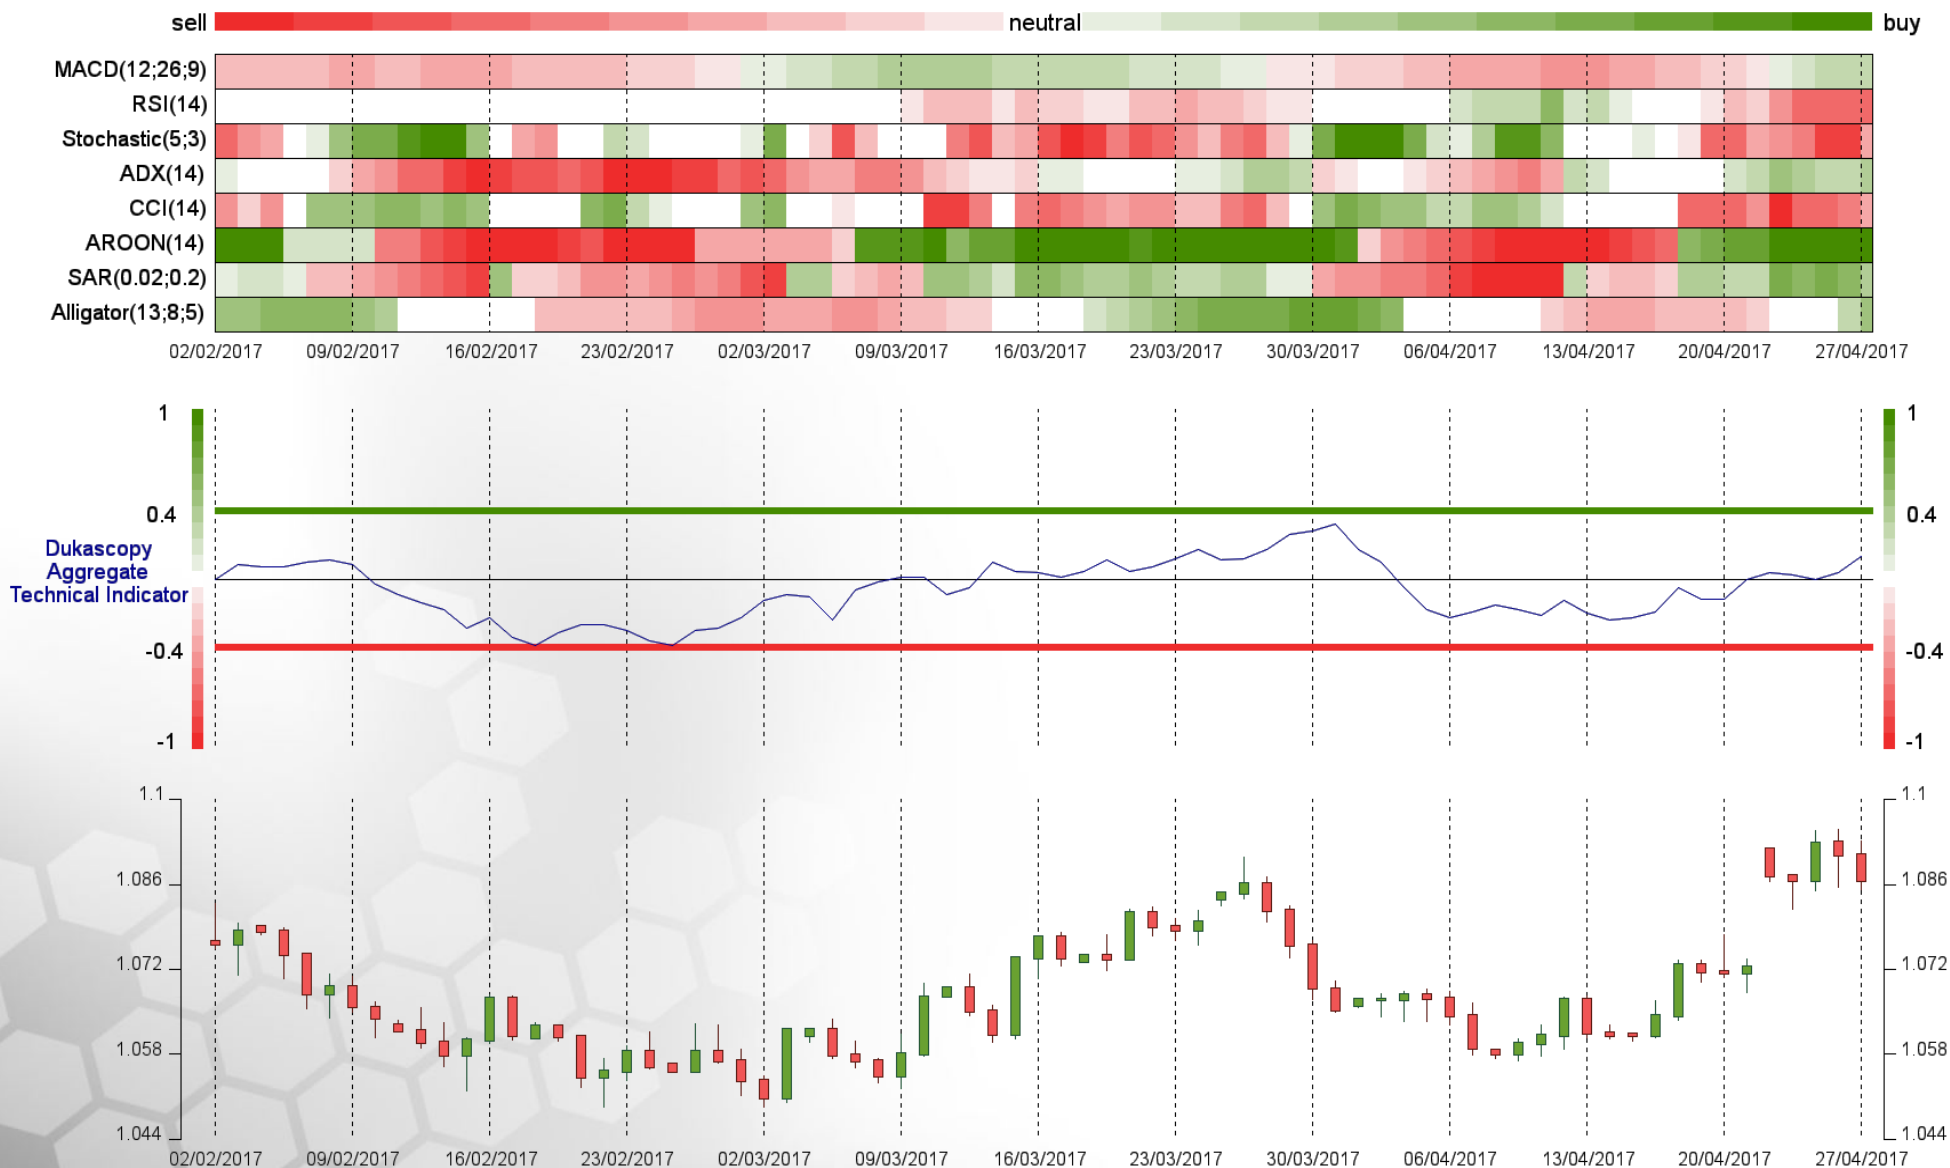 sell neutral buy
MACD(12;26;9)
RSI(14)
Stochastic(5;3)
ADX(14)
CCI(14)
AROON(14)
SAR(0.02;0.2)
Alligator(13;8;5)
02/02/2017 09/02/2017 16/02/2017 23/02/2017 02/03/2017 09/03/2017 16/03/2017 23/03/2017 30/03/2017 06/04/2017 13/04/2017 20/04/2017 27/04/2017
1 1
0.4 0.4
Dukascopy
Aggregate
Technical Indicator
-0.4 -0.4
-1 -1
1.1 1.1
1.086 1.086
1.072 1.072
1.058 1.058
1.044 1.044
02/02/2017 09/02/2017 16/02/2017 23/02/2017 02/03/2017 09/03/2017 16/03/2017 23/03/2017 30/03/2017 06/04/2017 13/04/2017 20/04/2017 27/04/2017